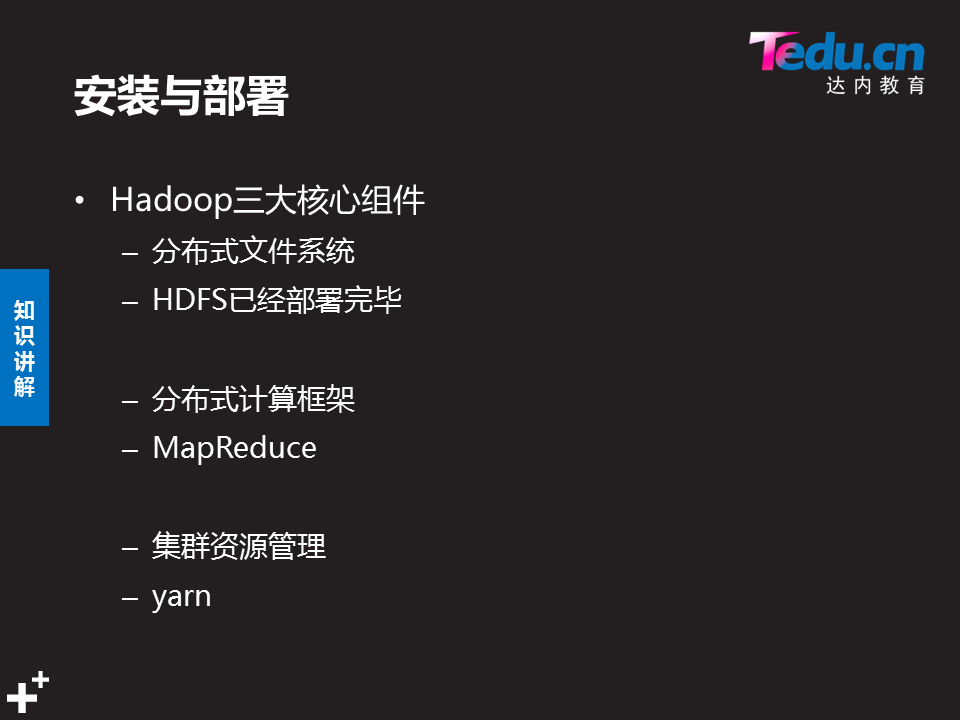 Tedu.cn
达内教育
安装与部署
• Hadoop三大核心组件
– 分布式文件系统
– HDFS已经部署完毕
– 分布式计算框架
– MapReduce
– 集群资源管理
– yarn
知识讲解